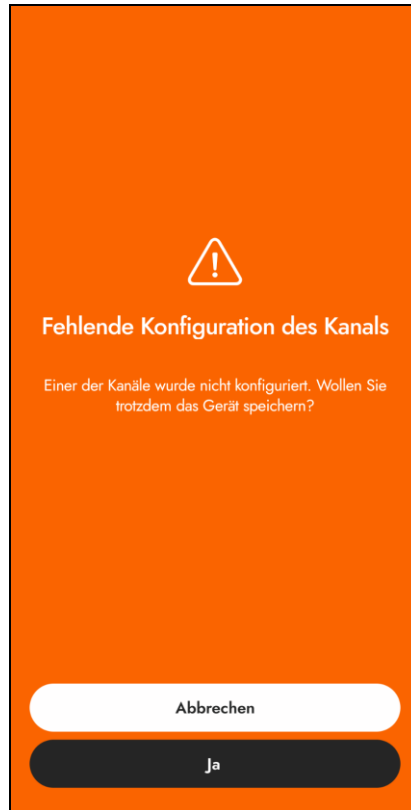 Fehlende Konfiguration des Kanals
Einer der Kanäle wurde nicht konfiguriert. Wollen Sie
trotzdem das Gerät speichern?
Abbrechen
Ja